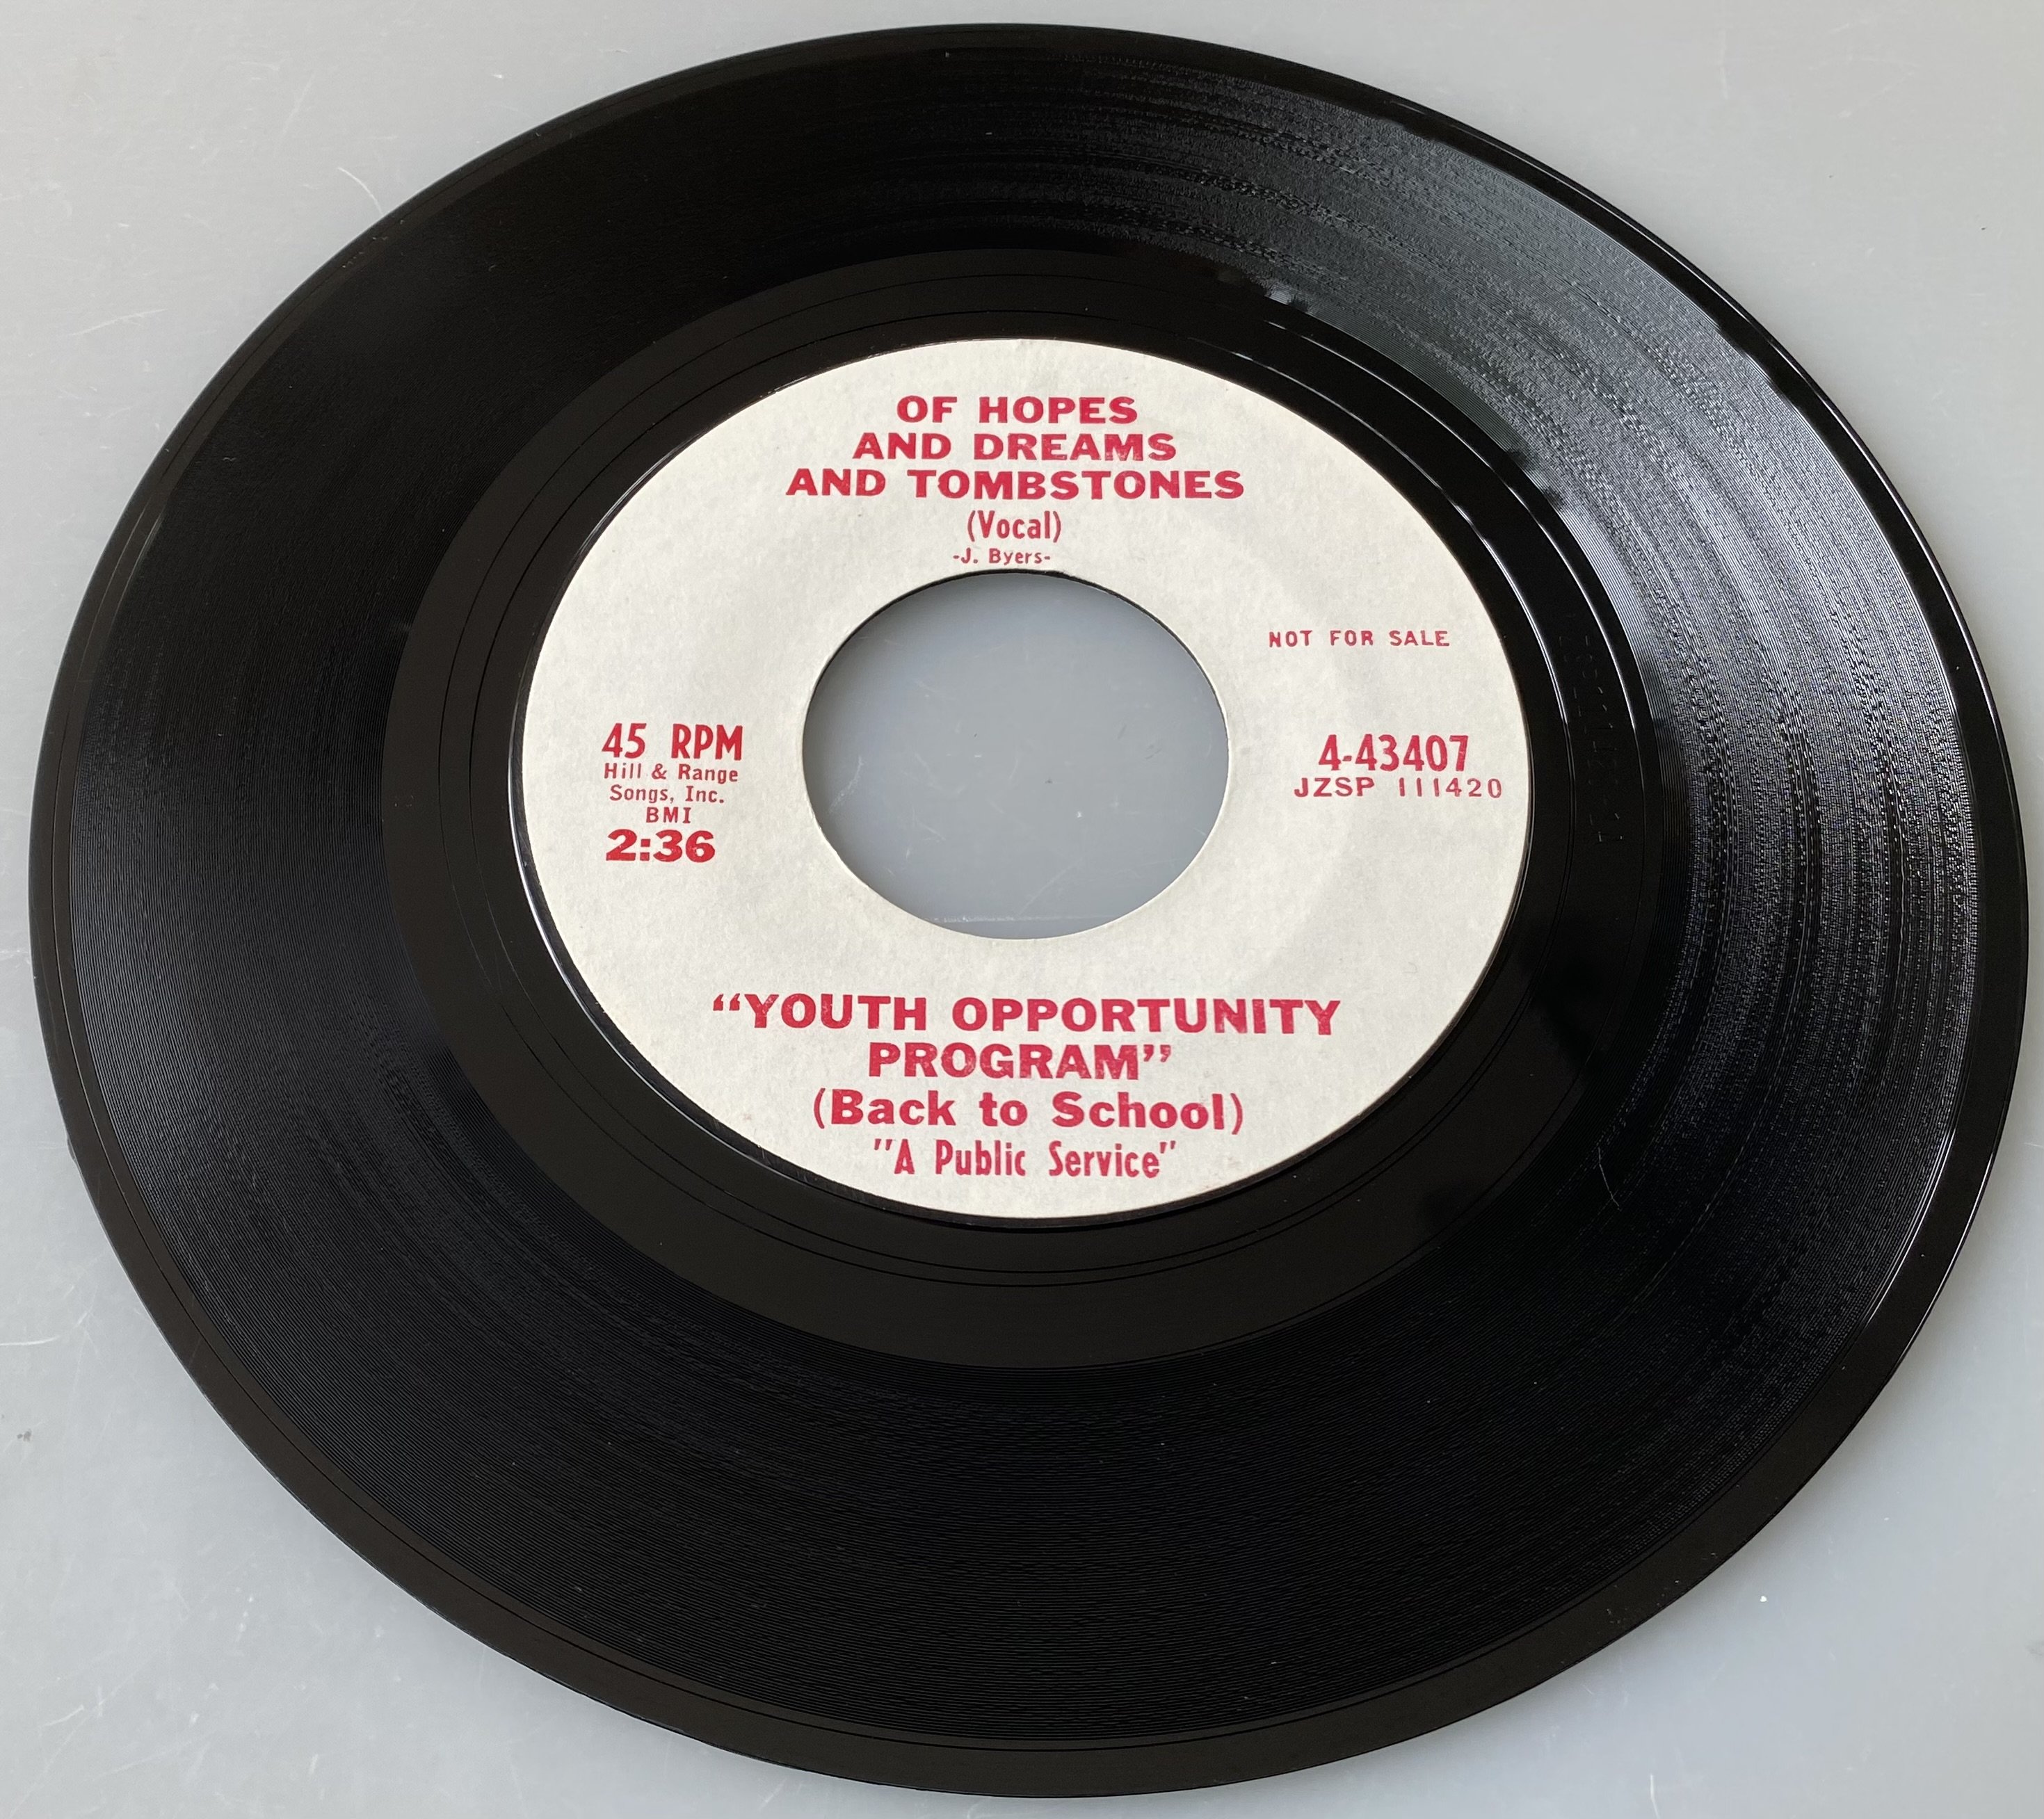 OF HOPES
AND DREAMS
AND TOMBSTONES
(Vocal)
-J. Byers-
NOT FOR SALE
45 RPM
Hill & Range
Songs, Inc.
BMI
2:36
4-43407
JZSP 111420
“YOUTH OPPORTUNITY
PROGRAM”
(Back to School)
"A Public Service"